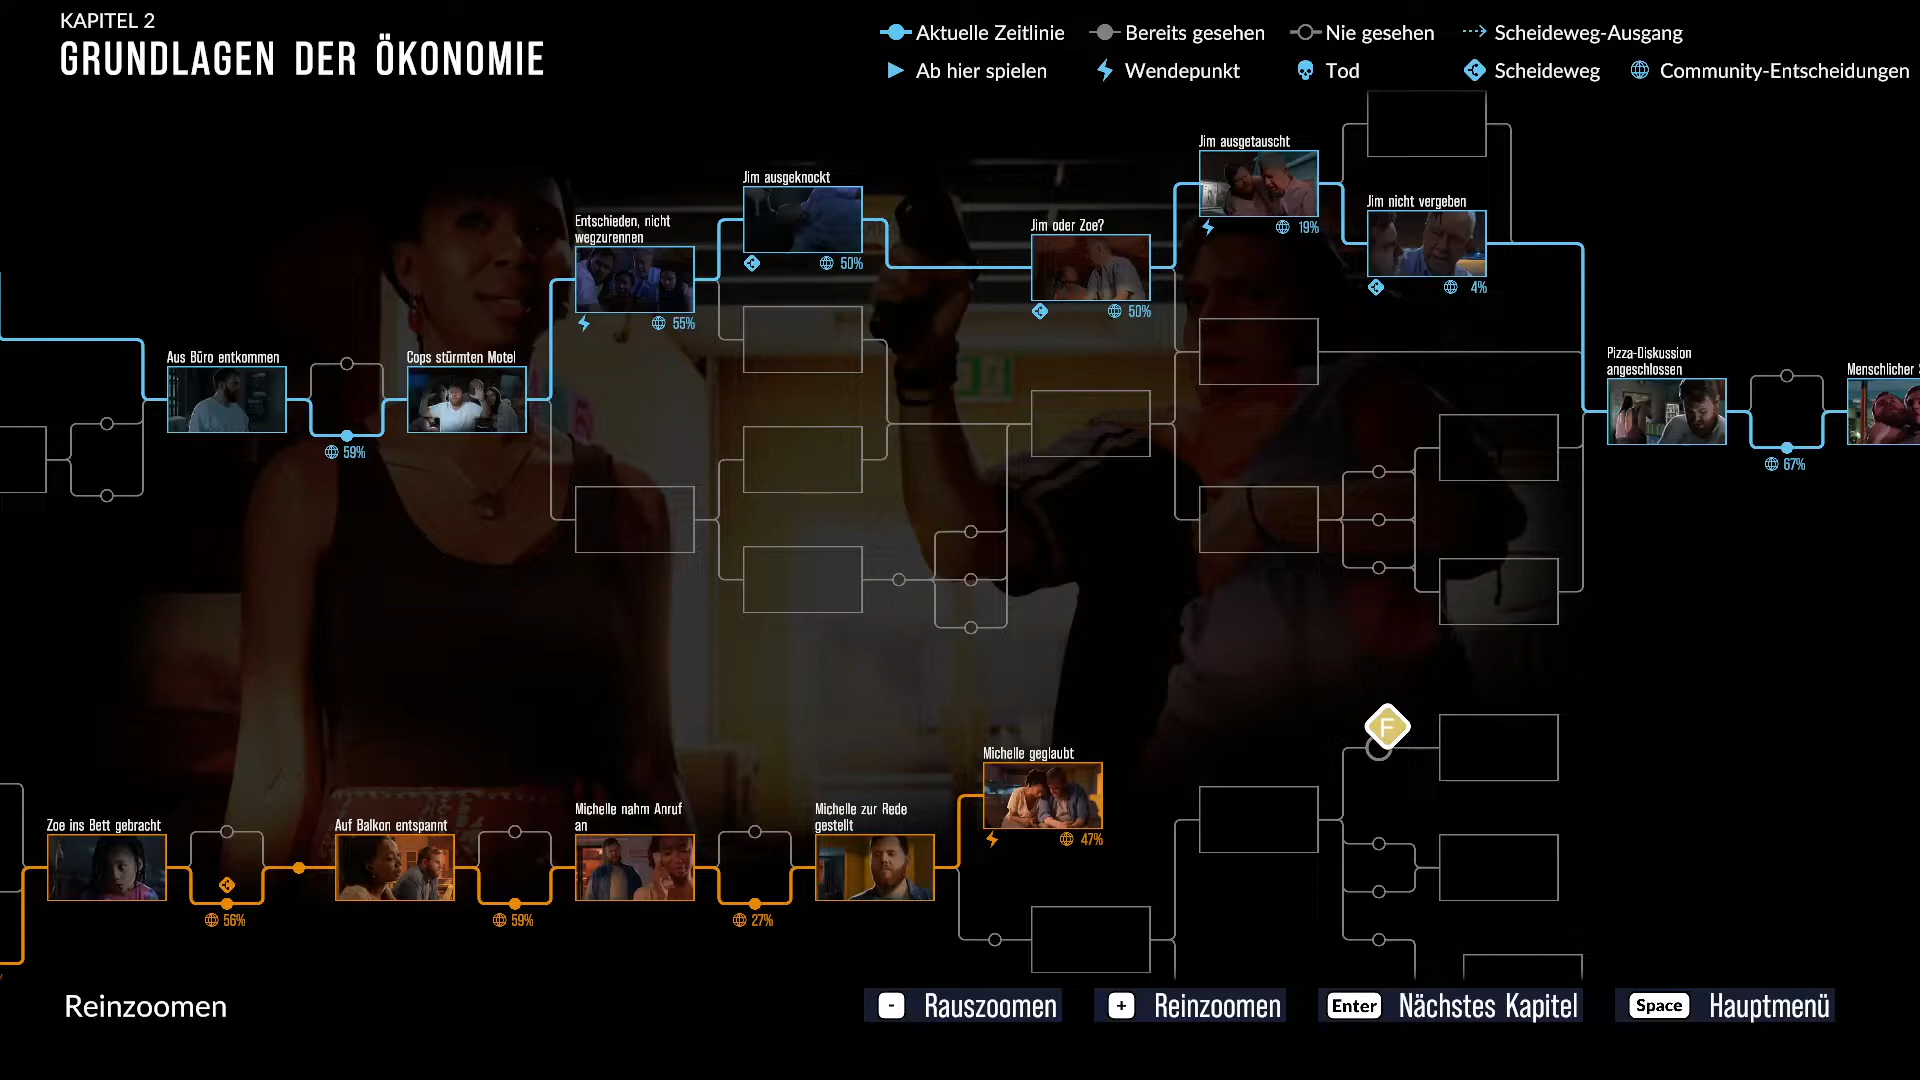 KAPITEL 2
GRUNDLAGEN DER ÖKONOMIE
Aktuelle Zeitlinie
Bereits gesehen
Nie gesehen
Scheideweg-Ausgang
Ab hier spielen
Wendepunkt
Tod
Scheideweg
Community-Entscheidungen
Jim ausgetauscht
19%
Jim ausgeknockt
50%
Jim nicht vergeben
4%
Entschieden, nicht
wegzurennen
55%
Jim oder Zoe?
50%
Aus Büro entkommen
59%
Cops stürmten Motel
Pizza-Diskussion
angeschlossen
67%
Menschlicher
F
Michelle geglaubt
47%
Zoe ins Bett gebracht
56%
Auf Balkon entspannt
59%
Michelle nahm Anruf
an
27%
Michelle zur Rede
gestellt
Reinzoomen
- Rauszoomen
+ Reinzoomen
Enter Nächstes Kapitel
Space Hauptmenü